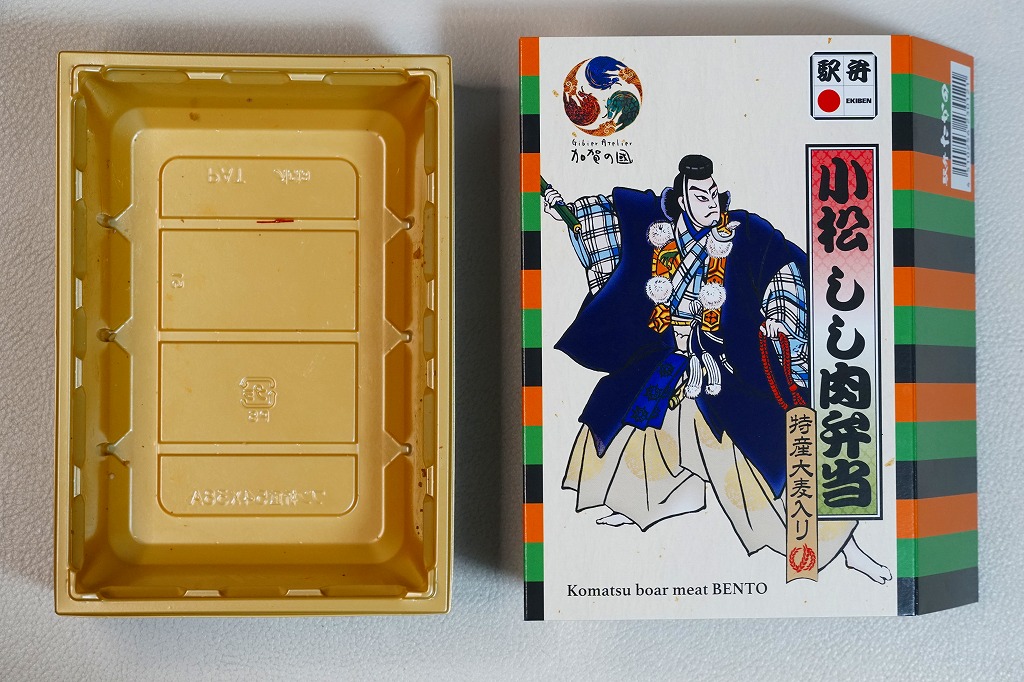 Gibier Atelier
加賀の國
駅弁
EKIBEN
小松 しし肉弁当
特産大麦入り
Komatsu boar meat BENTO